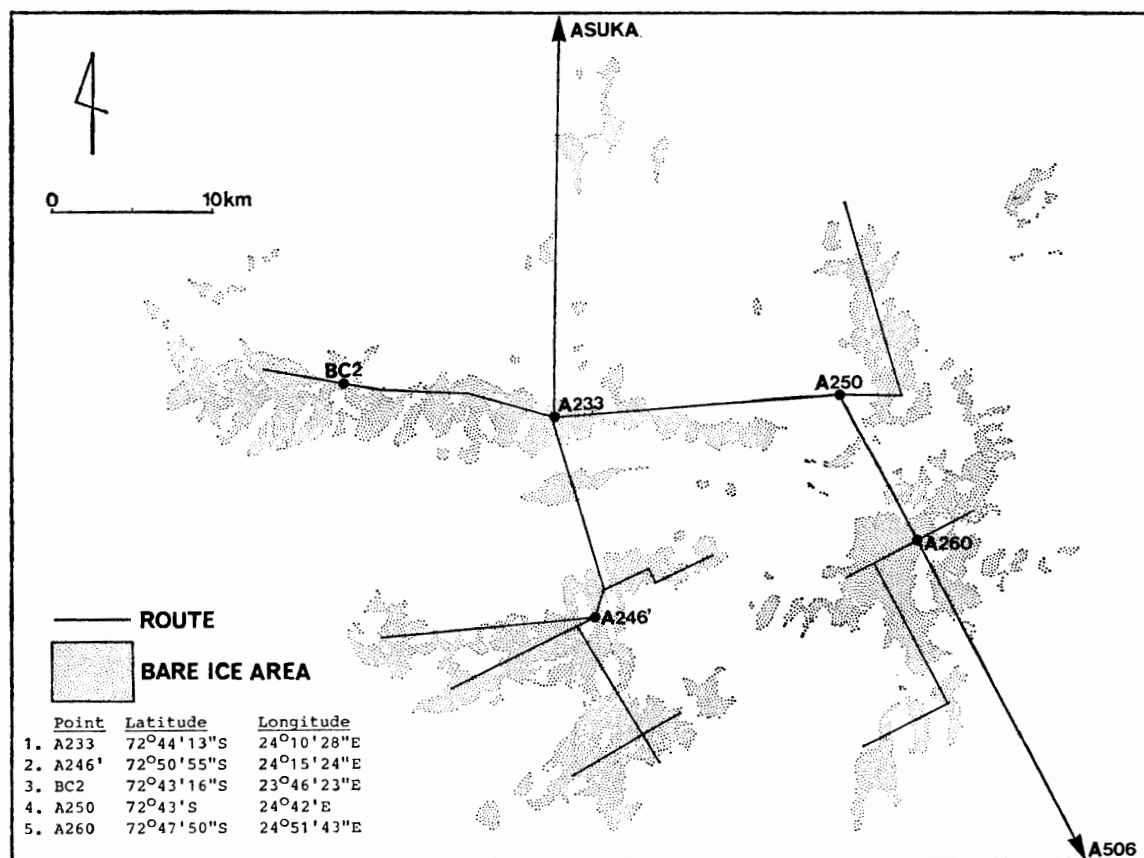 ASUKA
0 10km
BC2
A250
A233
A260
A246'
ROUTE
BARE ICE AREA
Point Latitude Longitude
1. A233 72°44'13"S 24°10'28"E
2. A246' 72°50'55"S 24°15'24"E
3. BC2 72°43'16"S 23°46'23"E
4. A250 72°43'S 24°42'E
5. A260 72°47'50"S 24°51'43"E
A506